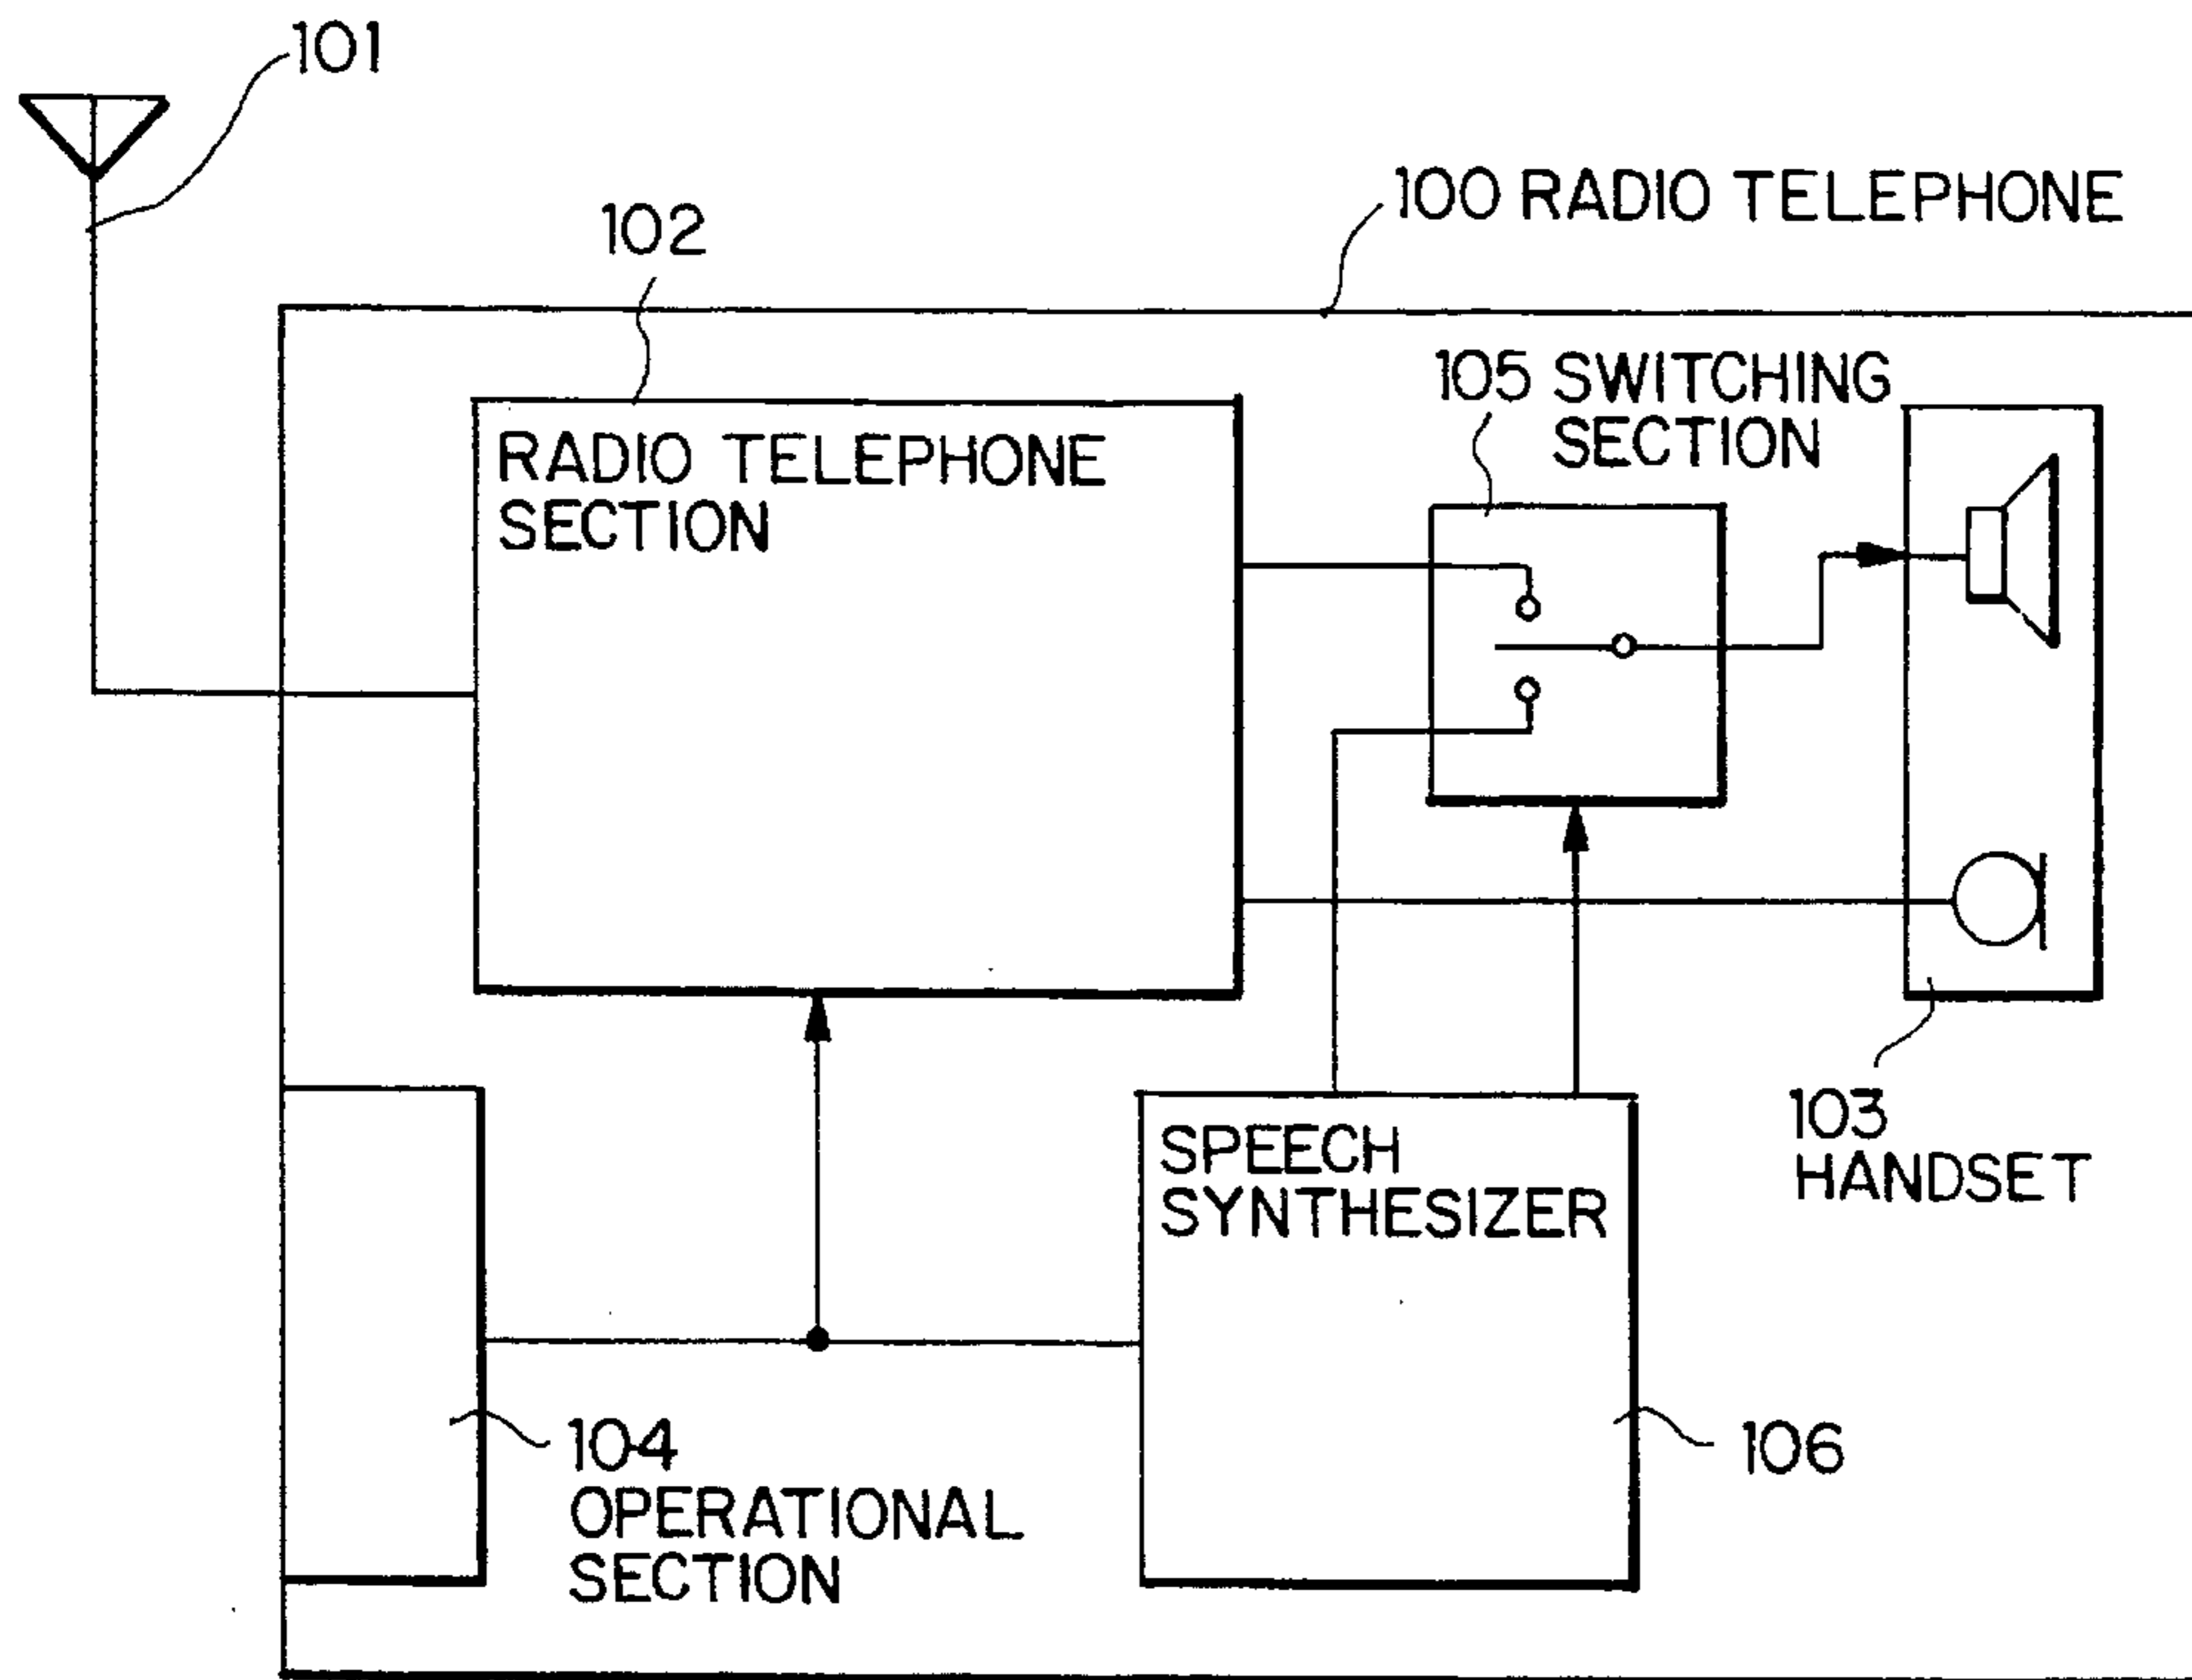 101
100 RADIO TELEPHONE
102
105 SWITCHING
SECTION
RADIO TELEPHONE
SECTION
103
HANDSET
SPEECH
SYNTHESIZER
104
OPERATIONAL
SECTION
106